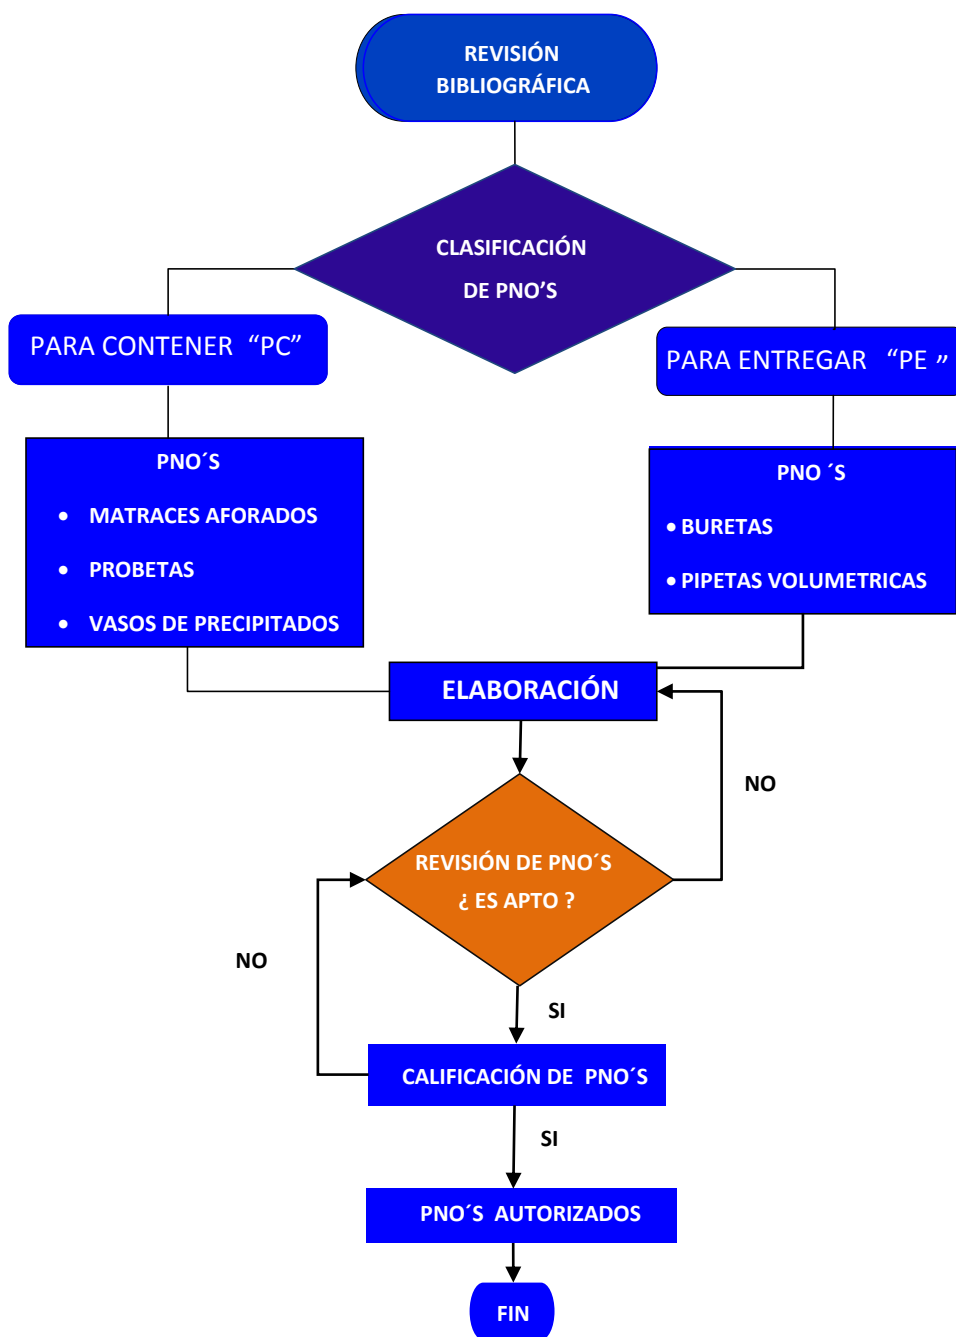 REVISIÓN
BIBLIOGRÁFICA
CLASIFICACIÓN
DE PNO’S
PARA CONTENER “PC”
PARA ENTREGAR “PE ”
PNO´S
• MATRACES AFORADOS
• PROBETAS
• VASOS DE PRECIPITADOS
PNO ´S
• BURETAS
• PIPETAS VOLUMETRICAS
ELABORACIÓN
NO
REVISIÓN DE PNO´S
¿ ES APTO ?
NO
SI
CALIFICACIÓN DE PNO´S
SI
PNO´S AUTORIZADOS
FIN